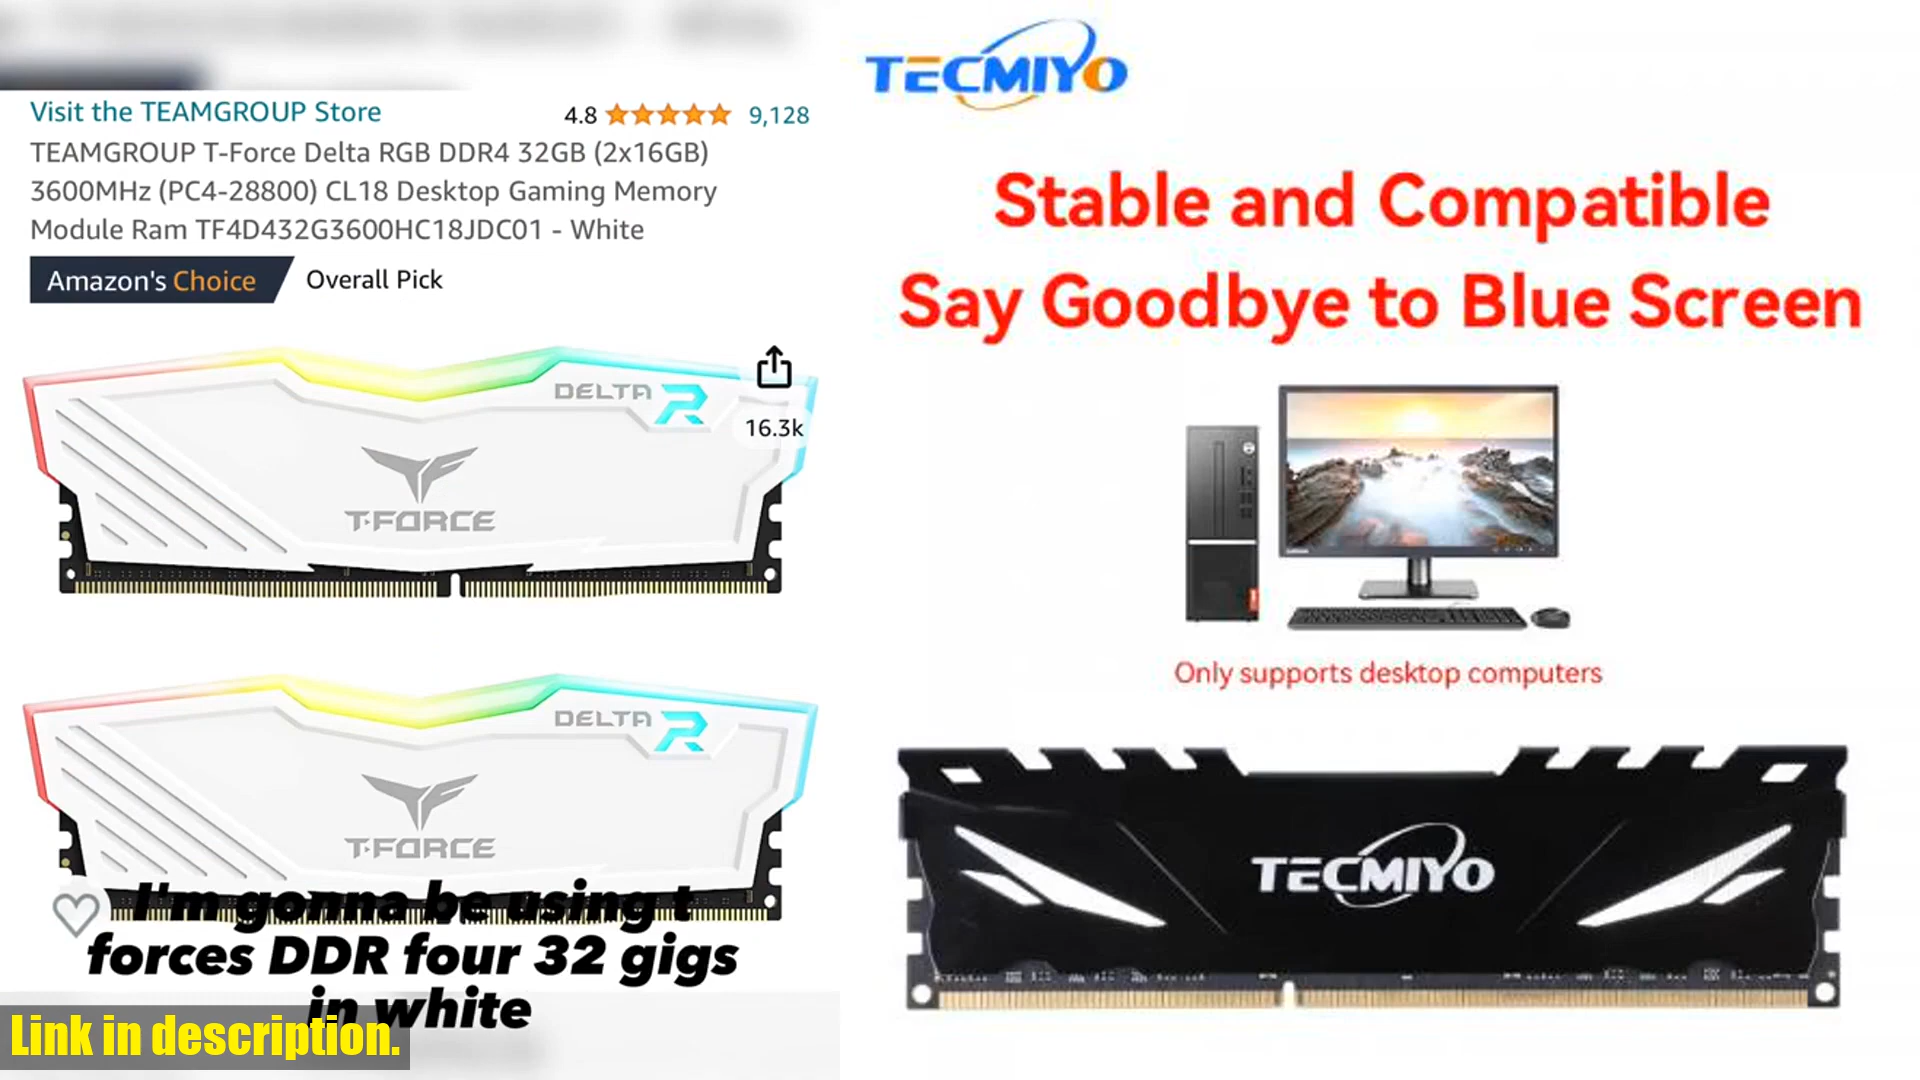 Visit the TEAMGROUP Store
4.8
9,128
TEAMGROUP T-Force Delta RGB DDR4 32GB (2x16GB)
3600MHz (PC4-28800) CL18 Desktop Gaming Memory
Module Ram TF4D432G3600HC18JDC01 - White
Amazon's Choice
Overall Pick
DELTA R
16.3k
T-FORCE
DELTA R
T-FORCE
I'm gonna be using t
forces DDR four 32 gigs
in white
Link in description.
TECMIYO
Stable and Compatible
Say Goodbye to Blue Screen
Only supports desktop computers
TECMIYO